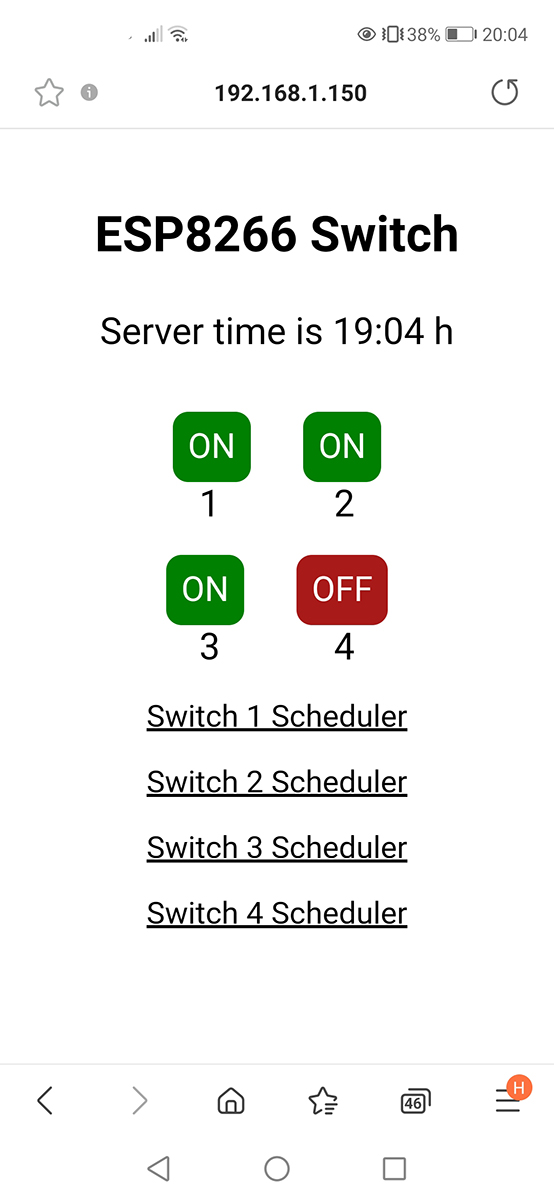 38% 20:04
192.168.1.150
ESP8266 Switch
Server time is 19:04 h
ON ON
1 2
ON OFF
3 4
Switch 1 Scheduler
Switch 2 Scheduler
Switch 3 Scheduler
Switch 4 Scheduler
46 H